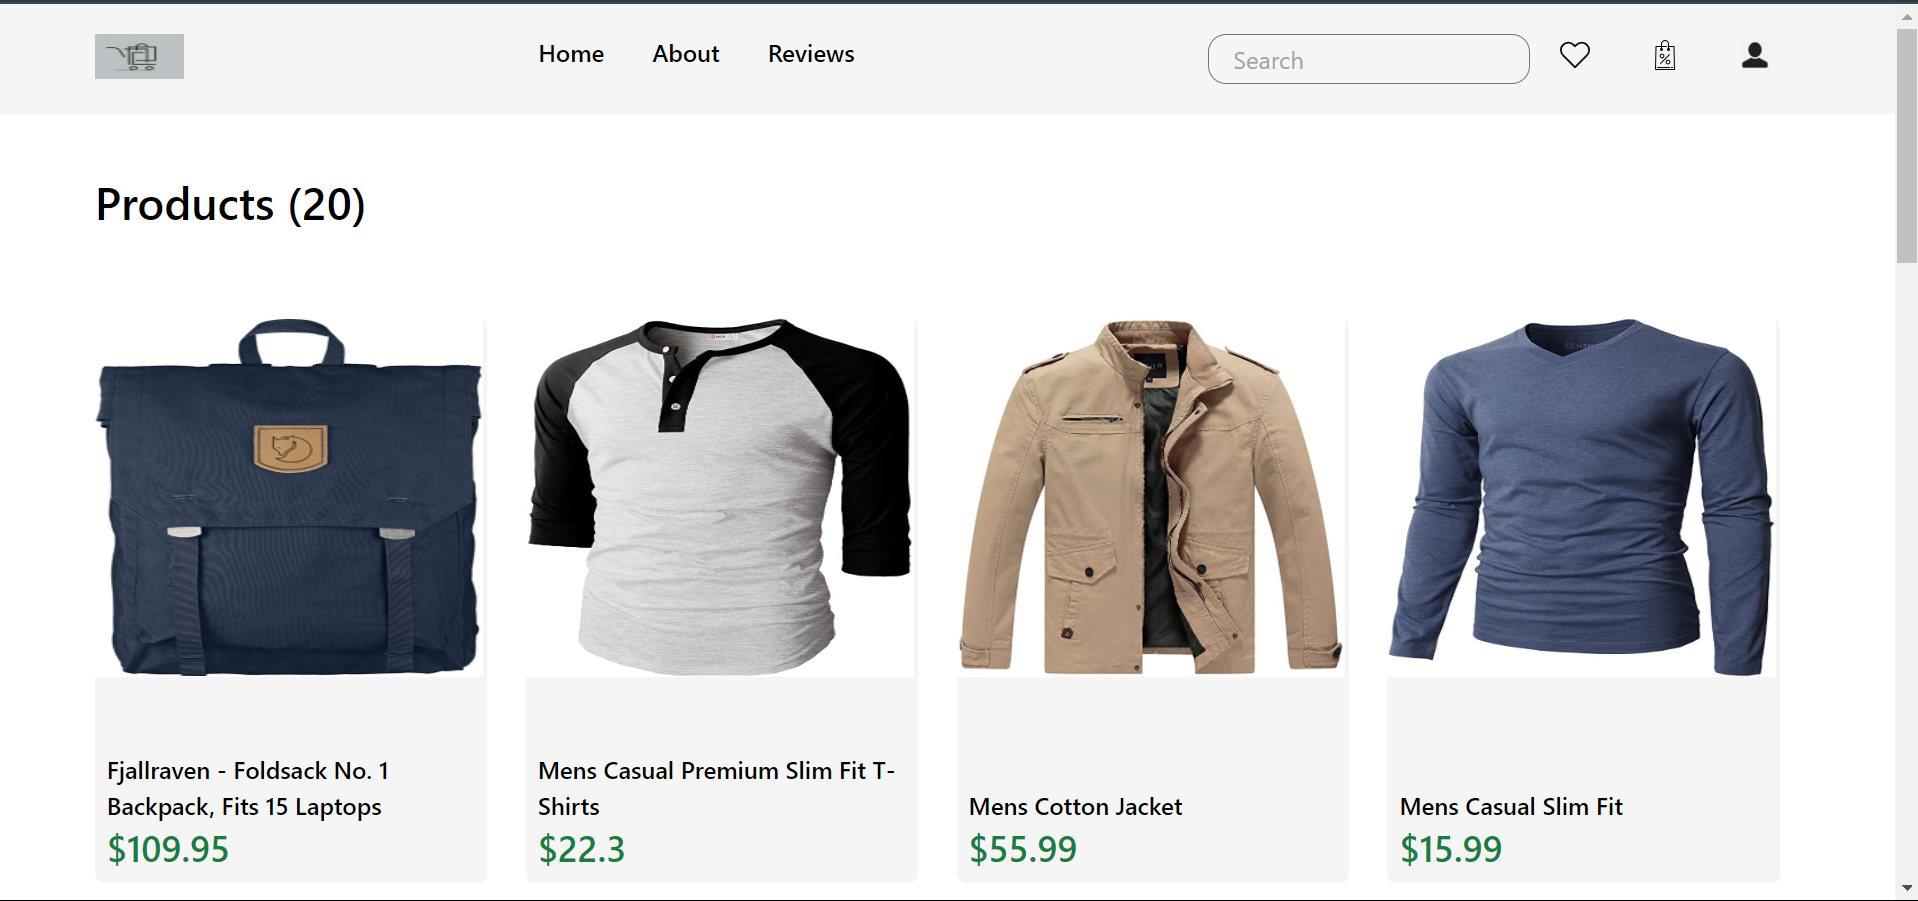 Home About Reviews Search
Products (20)
Fjallraven - Foldsack No. 1
Backpack, Fits 15 Laptops
$109.95
Mens Casual Premium Slim Fit T-
Shirts
$22.3
Mens Cotton Jacket
$55.99
Mens Casual Slim Fit
$15.99